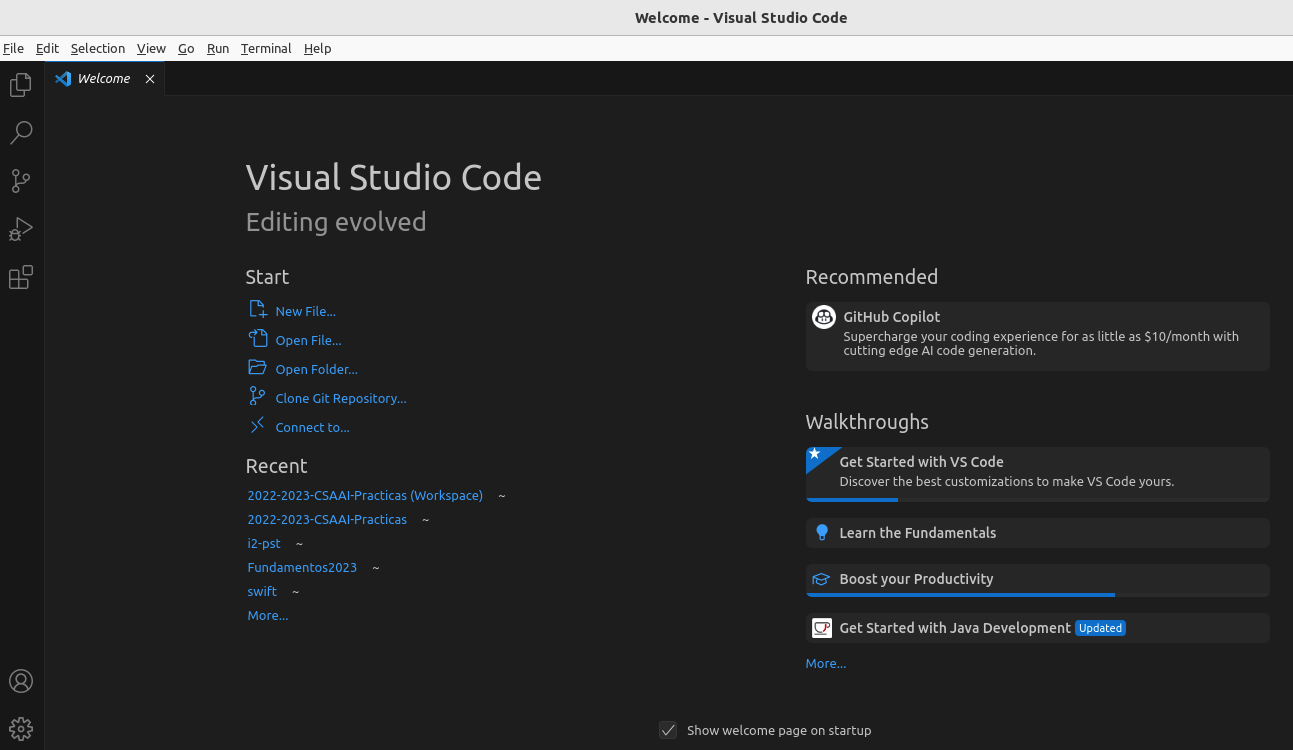 Welcome - Visual Studio Code
File Edit Selection View Go Run Terminal Help
Welcome
Visual Studio Code
Editing evolved
Start
New File...
Open File...
Open Folder...
Clone Git Repository...
Connect to...
Recent
2022-2023-CSAAI-Practicas (Workspace) ~
2022-2023-CSAAI-Practicas ~
i2-pst ~
Fundamentos2023 ~
swift ~
More...
Recommended
GitHub Copilot
Supercharge your coding experience for as little as $10/month with
cutting edge AI code generation.
Walkthroughs
Get Started with VS Code
Discover the best customizations to make VS Code yours.
Learn the Fundamentals
Boost your Productivity
Get Started with Java Development Updated
More...
Show welcome page on startup